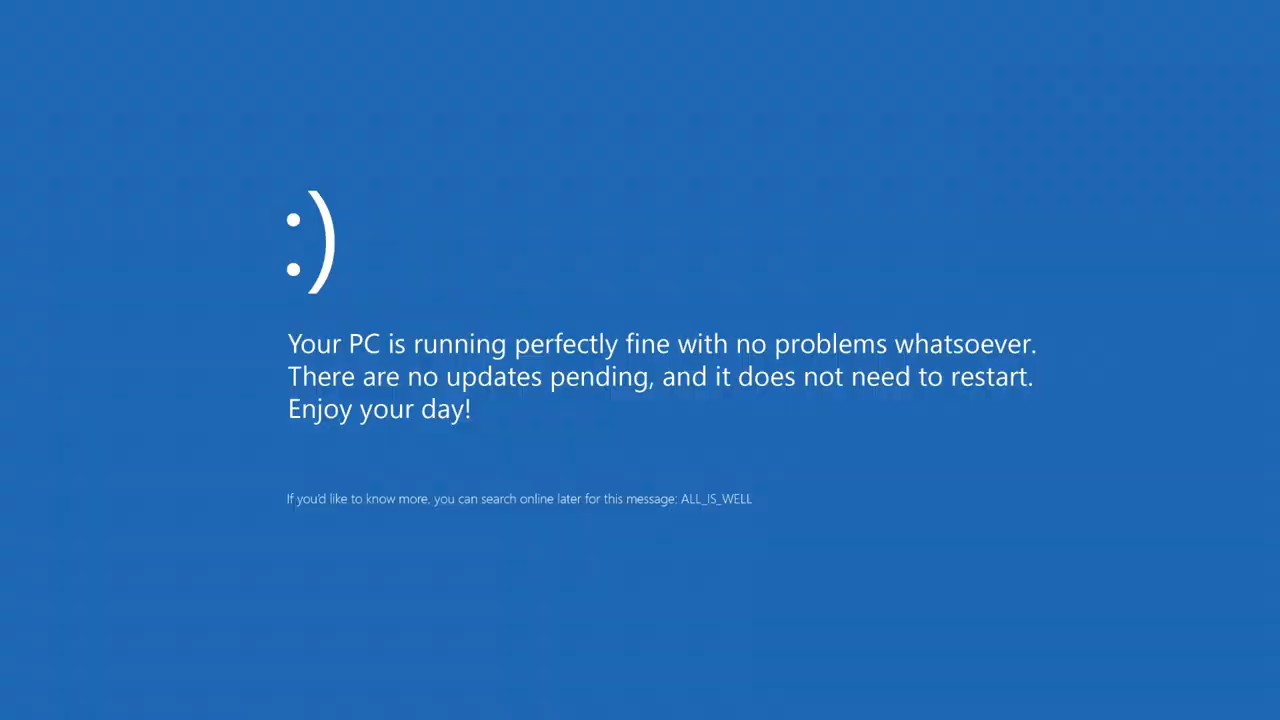 :)
Your PC is running perfectly fine with no problems whatsoever.
There are no updates pending, and it does not need to restart.
Enjoy your day!
If you'd like to know more, you can search online later for this message: ALL_IS_WELL